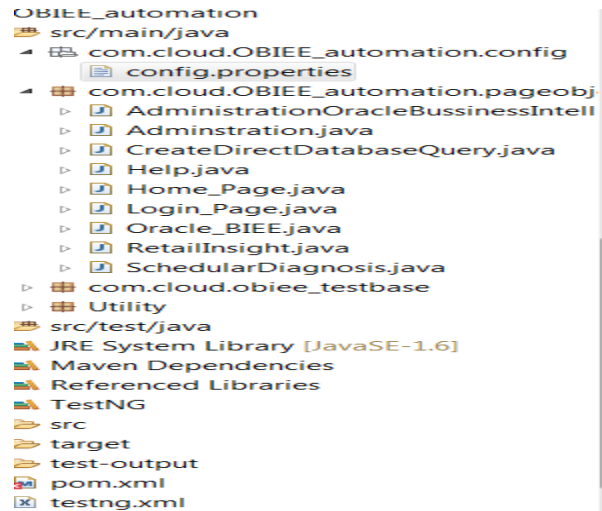 OBIEE_automation
src/main/java
com.cloud.OBIEE_automation.config
config.properties
com.cloud.OBIEE_automation.pageobj
AdministrationOracleBussinessIntell
Adminstration.java
CreateDirectDatabaseQuery.java
Help.java
Home_Page.java
Login_Page.java
Oracle_BIEE.java
RetailInsight.java
SchedularDiagnosis.java
com.cloud.obiee_testbase
Utility
src/test/java
JRE System Library [JavaSE-1.6]
Maven Dependencies
Referenced Libraries
TestNG
src
target
test-output
pom.xml
testng.xml